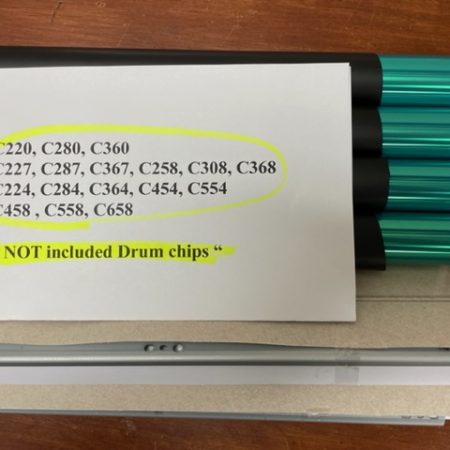 C220, C280, C360
C227, C287, C367, C258, C308, C368
C224, C284, C364, C454, C554
C458 , C558, C658
NOT included Drum chips “